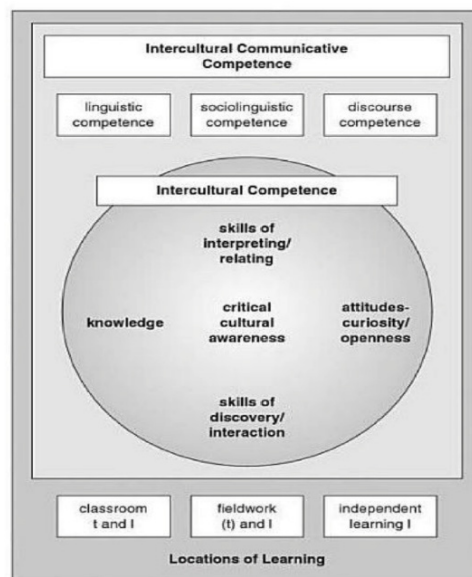 Intercultural Communicative
Competence
linguistic
competence
sociolinguistic
competence
discourse
competence
Intercultural Competence
skills of
interpreting/
relating
knowledge
critical
cultural
awareness
attitudes-
curiosity/
openness
skills of
discovery/
interaction
classroom
t and l
fieldwork
(t) and l
independent
learning l
Locations of Learning